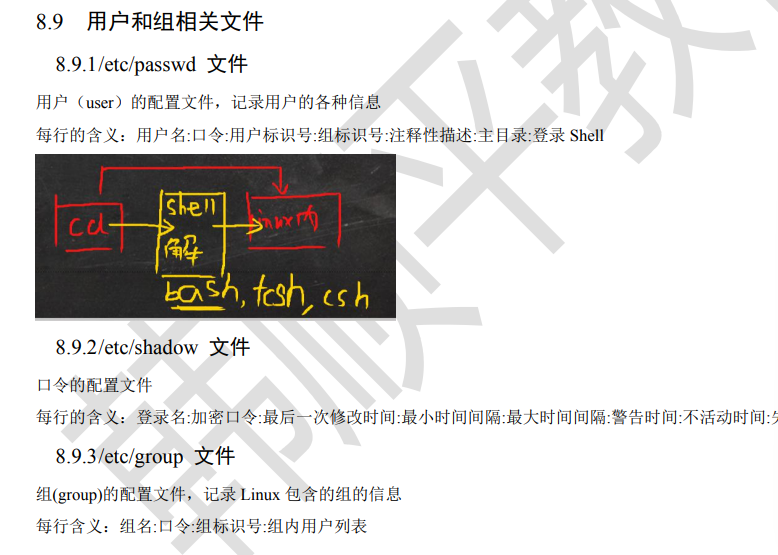 8.9 用户和组相关文件
8.9.1/etc/passwd 文件
用户（user）的配置文件，记录用户的各种信息
每行的含义：用户名:口令:用户标识号:组标识号:注释性描述:主目录:登录 Shell
cd
shell
解
linux内
bash, tcsh, csh
8.9.2/etc/shadow 文件
口令的配置文件
每行的含义：登录名:加密口令:最后一次修改时间:最小时间间隔:最大时间间隔:警告时间:不活动时间:
8.9.3/etc/group 文件
组(group)的配置文件，记录 Linux 包含的组的信息
每行含义：组名:口令:组标识号:组内用户列表
韩顺平教